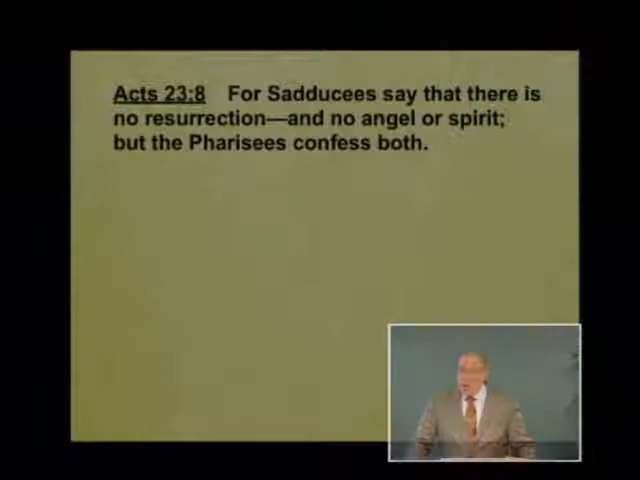 Acts 23:8 For Sadducees say that there is
no resurrection—and no angel or spirit;
but the Pharisees confess both.